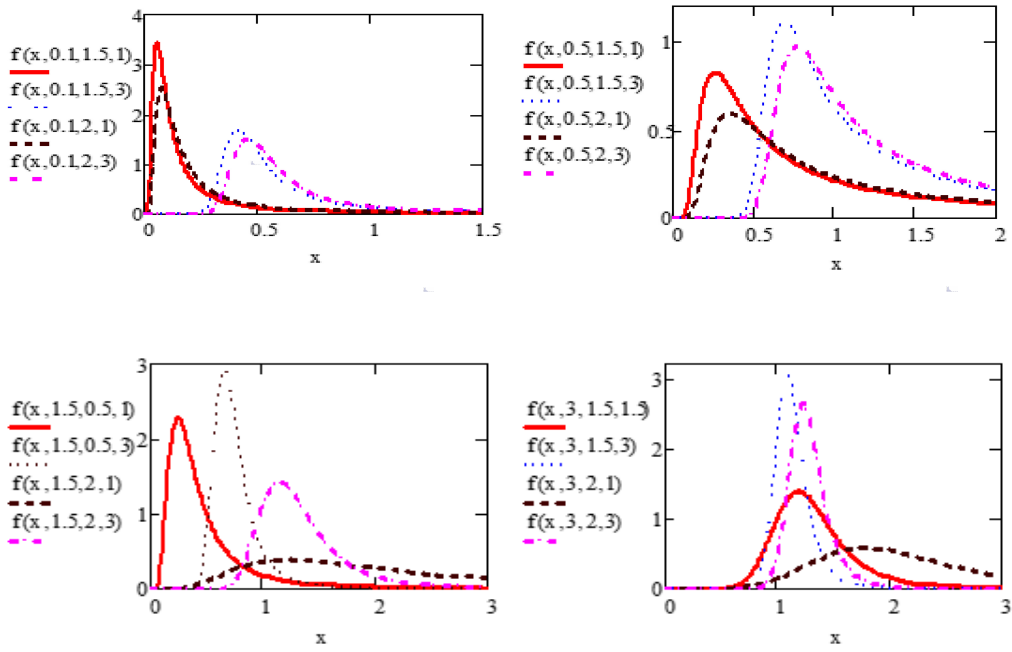 f(x,0.1,1.5,1)
f(x,0.1,1.5,3)
f(x,0.1,2,1)
f(x,0.1,2,3)
4
3
2
1
0
0
0.5
1
1.5
x
f(x,0.5,1.5,1)
f(x,0.5,1.5,3)
f(x,0.5,2,1)
f(x,0.5,2,3)
1
0.5
0
0
0.5
1
1.5
2
x
f(x,1.5,0.5,1)
f(x,1.5,0.5,3)
f(x,1.5,2,1)
f(x,1.5,2,3)
3
2
1
0
0
1
2
3
x
f(x,3,1.5,1.5)
f(x,3,1.5,3)
f(x,3,2,1)
f(x,3,2,3)
3
2
1
0
0
1
2
3
x